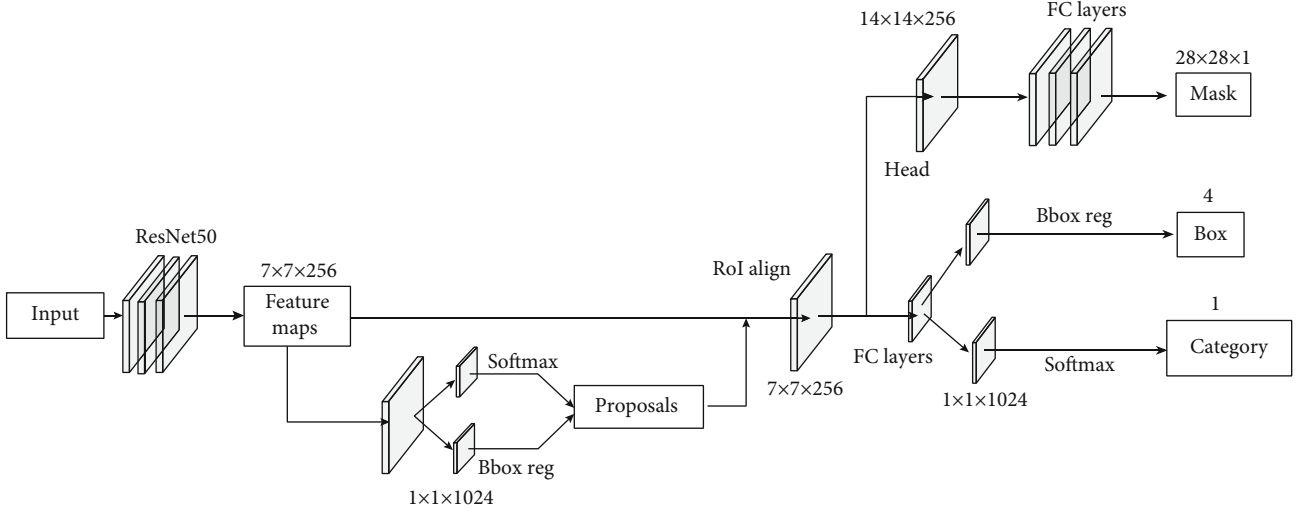 FC layers
14×14×256
28×28×1
Mask
Head
4
Bbox reg
Box
ResNet50
7×7×256
RoI align
Input
Feature
maps
1
FC layers
Softmax
Category
7×7×256
1×1×1024
Softmax
Proposals
Bbox reg
1×1×1024